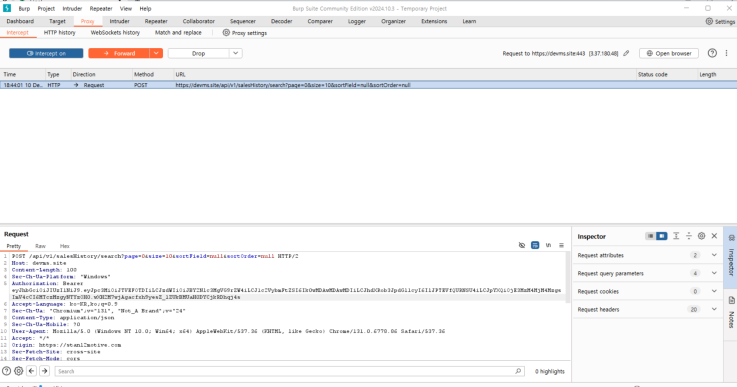 Burp Project Intruder Repeater View Help Burp Suite Community Edition v2024.10.3 - Temporary Project
Dashboard Target Proxy Intruder Repeater Collaborator Sequencer Decoder Comparer Logger Organizer Extensions Learn Settings
Intercept HTTP history WebSockets history Match and replace Proxy settings
Intercept on Forward Drop Request to https://devms.site:443 [3.37.180.48] Open browser
Time Type Direction Method URL Status code Length
18:44:01 10 De... HTTP Request POST https://devms.site/api/v1/salesHistory/search?page=0&size=10&sortField=null&sortOrder=null
Request
Pretty Raw Hex
1 POST /api/v1/salesHistory/search?page=0&size=10&sortField=null&sortOrder=null HTTP/2
2 Host: devms.site
3 Content-Length: 100
4 Sec-Ch-Ua-Platform: "Windows"
5 Authorization: Bearer
6 Accept-Language: ko-KR,ko;q=0.9
7 Sec-Ch-Ua: "Chromium";v="131", "Not_A Brand";v="24"
8 Content-Type: application/json
9 Sec-Ch-Ua-Mobile: ?0
10 User-Agent: Mozilla/5.0 (Windows NT 10.0; Win64; x64) AppleWebKit/537.36 (KHTML, like Gecko) Chrome/131.0.6778.86 Safari/537.36
11 Accept: */*
12 Origin: https://stan12motive.com
13 Sec-Fetch-Site: cross-site
14 Sec-Fetch-Mode: cors
Search 0 highlights
Inspector
Request attributes 2
Request query parameters 4
Request cookies 0
Request headers 20
Inspector
Notes